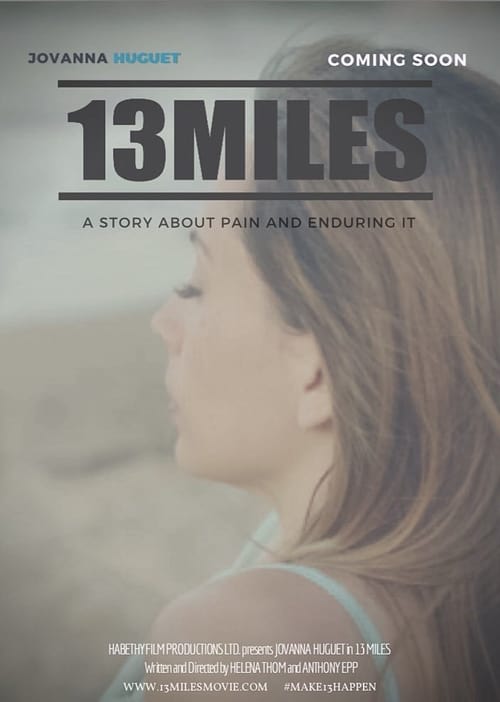 JOVANNA HUGUET
COMING SOON
13MILES
A STORY ABOUT PAIN AND ENDURING IT
HABETHY FILM PRODUCTIONS LTD. presents JOVANNA HUGUET in 13 MILES
Written and Directed by HELENA THOM and ANTHONY EPP
WWW.13MILESMOVIE.COM #MAKE13HAPPEN